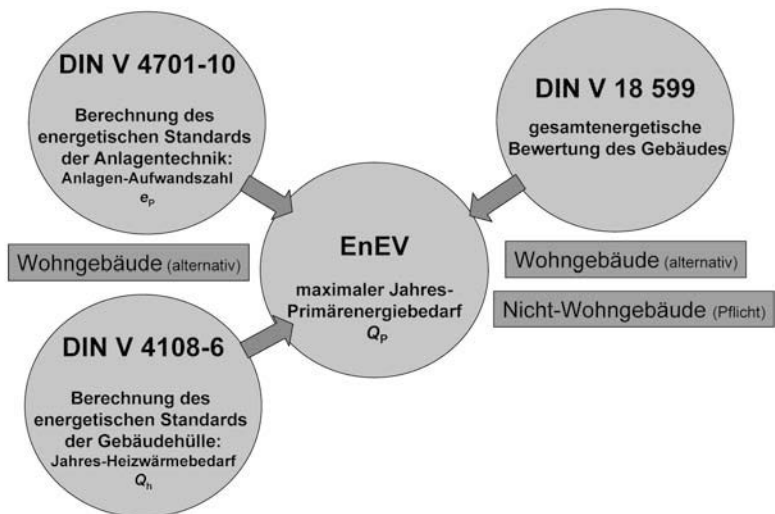 DIN V 4701-10
Berechnung des
energetischen Standards
der Anlagentechnik:
Anlagen-Aufwandszahl
eP
Wohngebäude (alternativ)
DIN V 4108-6
Berechnung des
energetischen Standards
der Gebäudehülle:
Jahres-Heizwärmebedarf
Qh
EnEV
maximaler Jahres-
Primärenergiebedarf
QP
DIN V 18 599
gesamtenergetische
Bewertung des Gebäudes
Wohngebäude (alternativ)
Nicht-Wohngebäude (Pflicht)